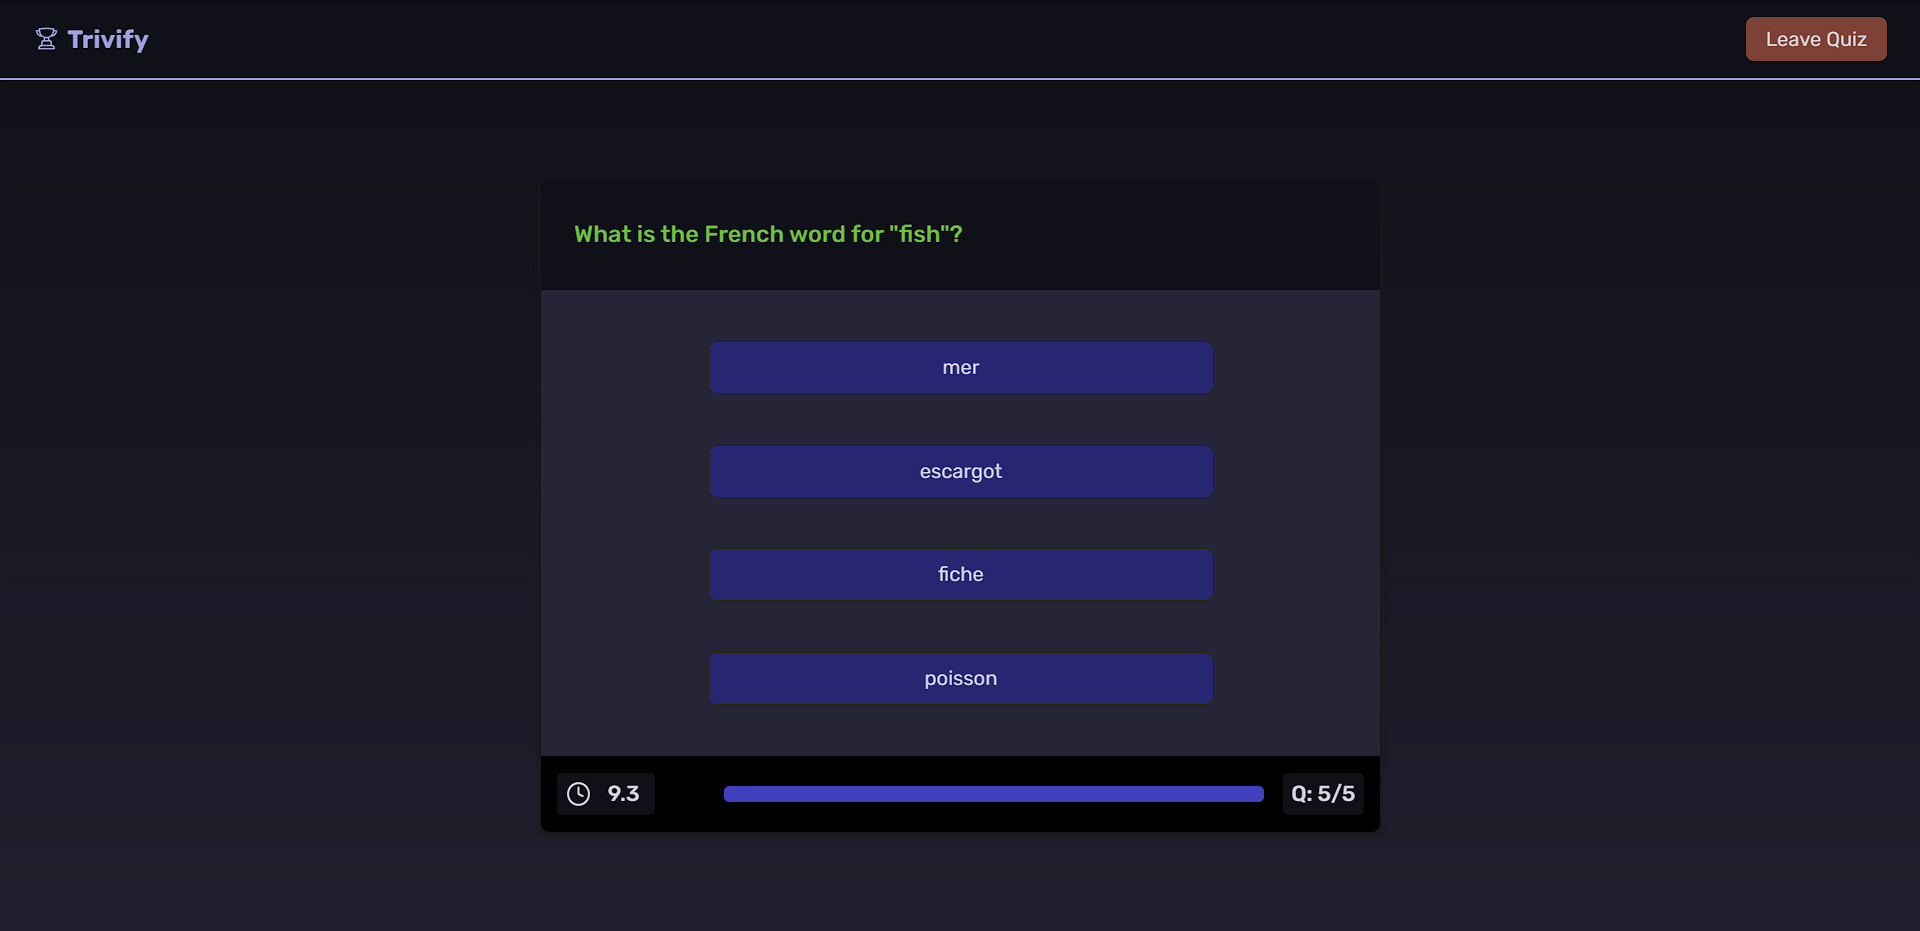 Trivify
Leave Quiz
What is the French word for "fish"?
mer
escargot
fiche
poisson
9.3
Q: 5/5